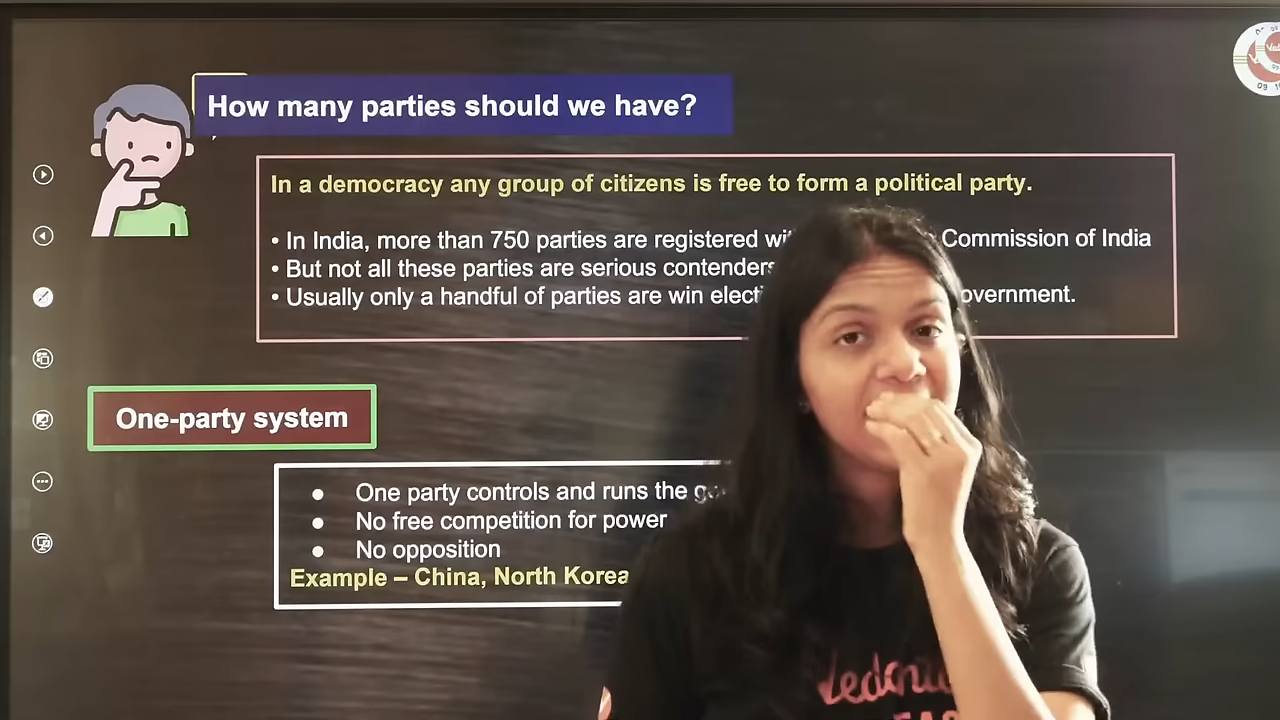 How many parties should we have?
In a democracy any group of citizens is free to form a political party.
• In India, more than 750 parties are registered Commission of India
• But not all these parties are serious contenders
• Usually only a handful of parties are win
One-party system
● One party controls and runs the
● No free competition for power
● No opposition
Example – China, North Korea